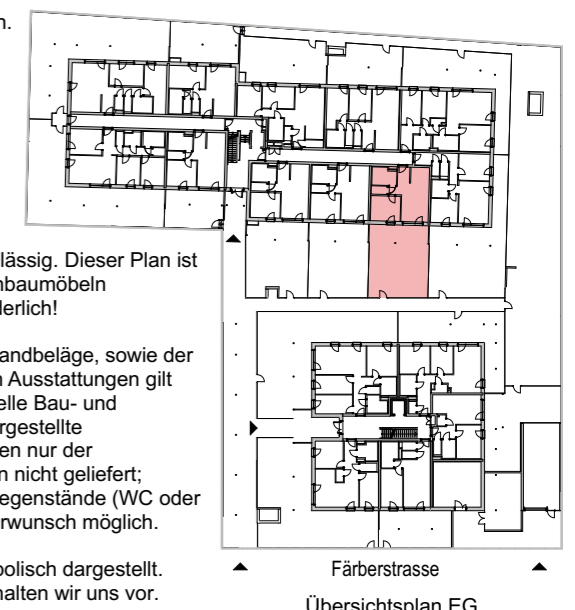 n.
lässig. Dieser Plan ist
nbaumöbeln
derlich!
andbeläge, sowie der
n Ausstattungen gilt
elle Bau- und
rgestellte
en nur der
n nicht geliefert;
egenstände (WC oder
rwunsch möglich.
polisch dargestellt.
halten wir uns vor.
Färberstrasse
Übersichtsplan EG